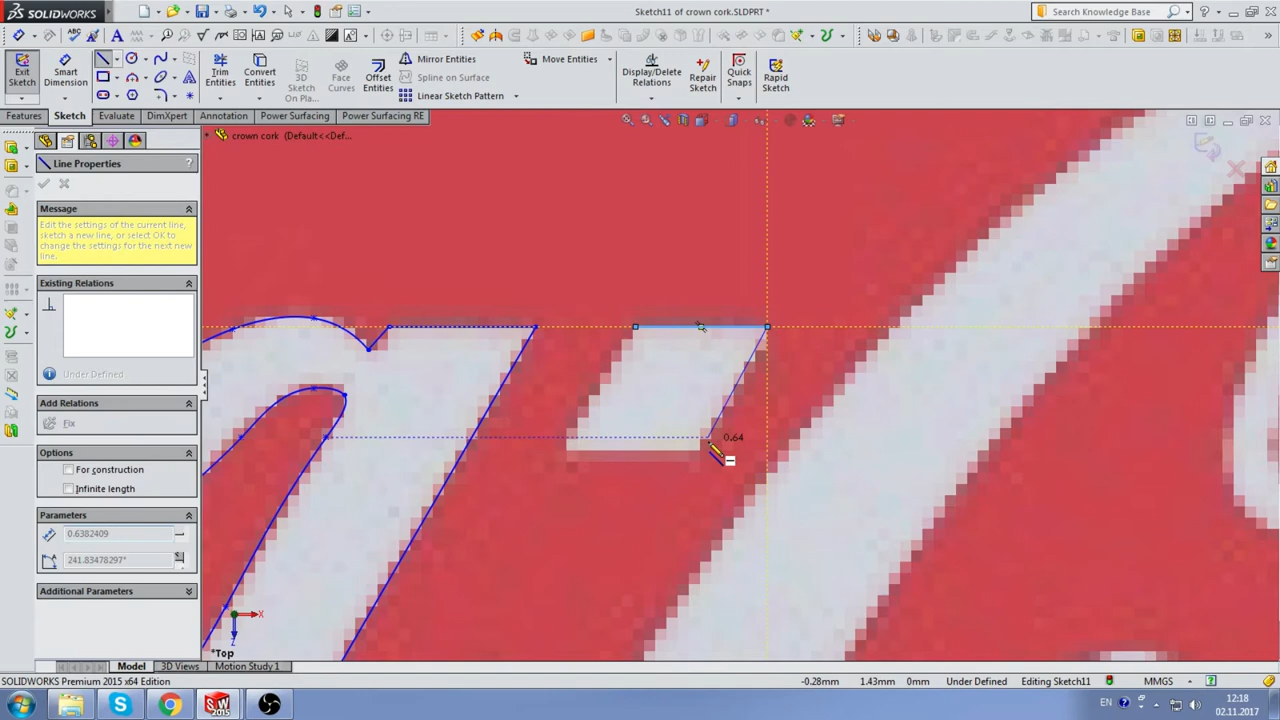 SOLIDWORKS
Sketch11 of crown cork.SLDPRT *
Search Knowledge Base
Exit
Sketch
Smart
Dimension
Trim
Entities
Convert
Entities
3D
Sketch
On Pla...
Face
Curves
Offset
Entities
Mirror Entities
Spline on Surface
Linear Sketch Pattern
Move Entities
Display/Delete
Relations
Repair
Sketch
Quick
Snaps
Rapid
Sketch
Features
Sketch
Evaluate
DimXpert
Annotation
Power Surfacing
Power Surfacing RE
crown cork (Default<<Def...
Line Properties
?
Message
Edit the settings of the current line,
sketch a new line, or select OK to
change the settings for the next new
line.
Existing Relations
Under Defined
Add Relations
Fix
Options
For construction
Infinite length
Parameters
0.6382409
241.83478297°
Additional Parameters
0.64
X
Z
*Top
Model
3D Views
Motion Study 1
SOLIDWORKS Premium 2015 x64 Edition
-0.28mm
1.43mm
0mm
Under Defined
Editing Sketch11
MMGS
EN
12:18
02.11.2017